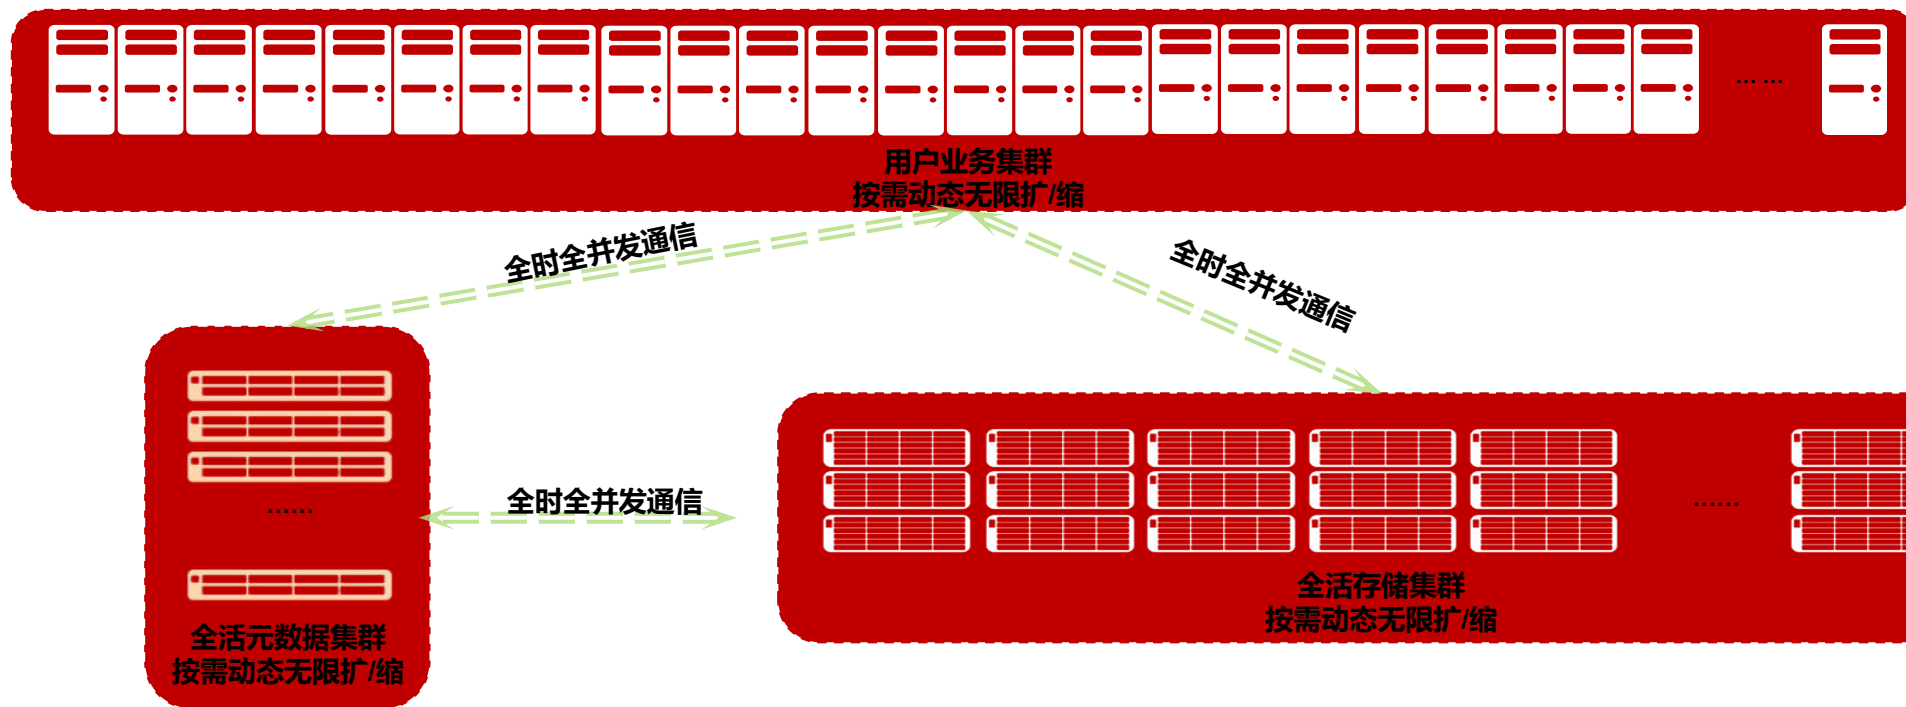 ... ...
用户业务集群
按需动态无限扩/缩
全时全并发通信
全时全并发通信
......
全时全并发通信
......
全活存储集群
按需动态无限扩/缩
全活元数据集群
按需动态无限扩/缩